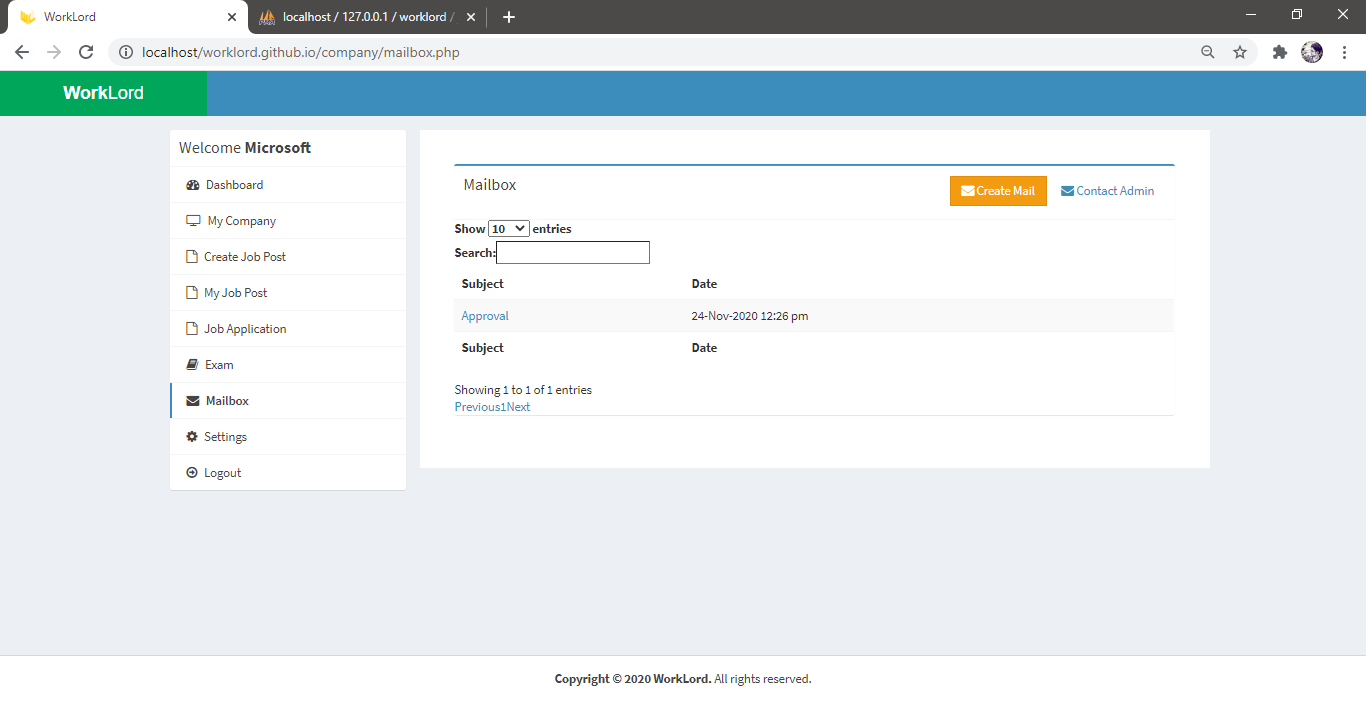 WorkLord
localhost / 127.0.0.1 / worklord /
localhost/worklord.github.io/company/mailbox.php
WorkLord
Welcome Microsoft
Dashboard
My Company
Create Job Post
My Job Post
Job Application
Exam
Mailbox
Settings
Logout
Mailbox
Create Mail
Contact Admin
Show 10 entries
Search:
Subject Date
Approval 24-Nov-2020 12:26 pm
Subject Date
Showing 1 to 1 of 1 entries
Previous1Next
Copyright © 2020 WorkLord. All rights reserved.